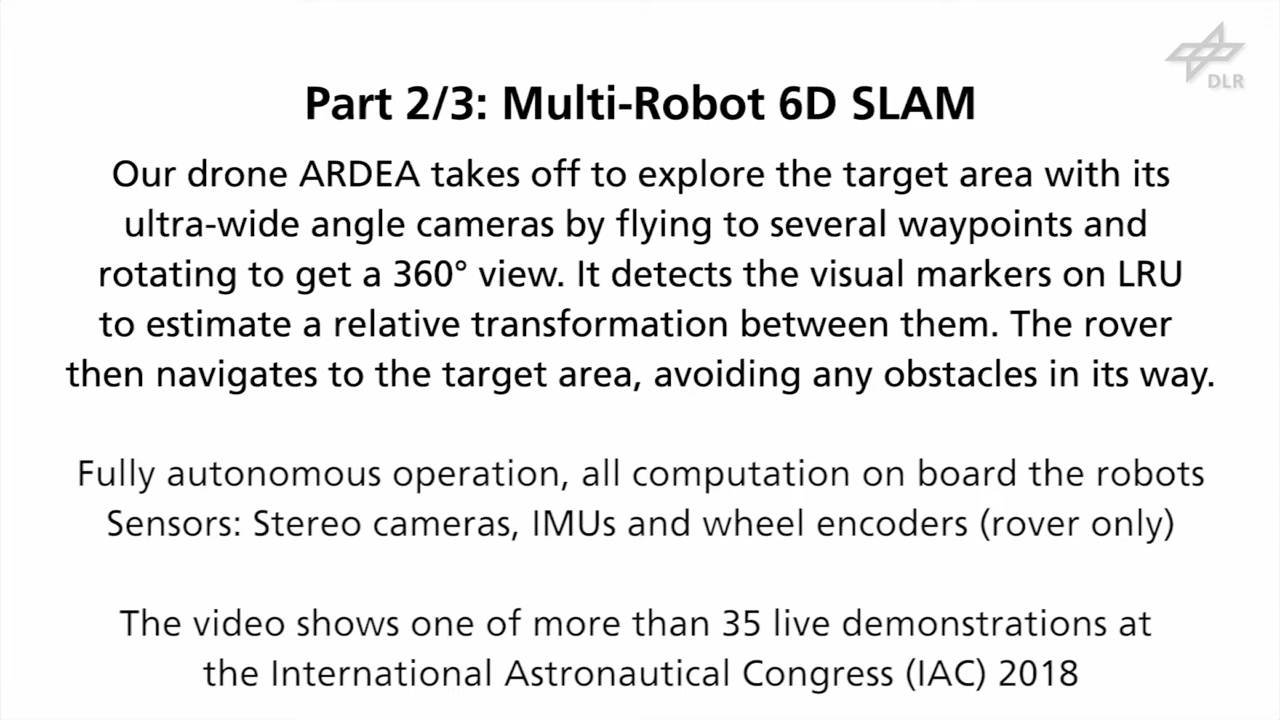 DLR
Part 2/3: Multi-Robot 6D SLAM
Our drone ARDEA takes off to explore the target area with its
ultra-wide angle cameras by flying to several waypoints and
rotating to get a 360° view. It detects the visual markers on LRU
to estimate a relative transformation between them. The rover
then navigates to the target area, avoiding any obstacles in its way.
Fully autonomous operation, all computation on board the robots
Sensors: Stereo cameras, IMUs and wheel encoders (rover only)
The video shows one of more than 35 live demonstrations at
the International Astronautical Congress (IAC) 2018